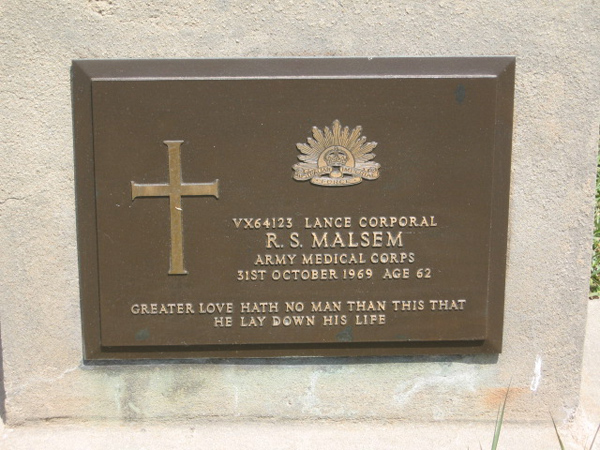 VX64123 LANCE CORPORAL
R. S. MALSEM
ARMY MEDICAL CORPS
31ST OCTOBER 1969 AGE 62
GREATER LOVE HATH NO MAN THAN THIS THAT
HE LAY DOWN HIS LIFE